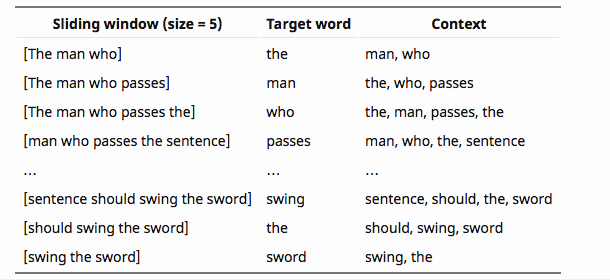 Sliding window (size = 5) Target word Context
[The man who] the man, who
[The man who passes] man the, who, passes
[The man who passes the] who the, man, passes, the
[man who passes the sentence] passes man, who, the, sentence
... ... ...
[sentence should swing the sword] swing sentence, should, the, sword
[should swing the sword] the should, swing, sword
[swing the sword] sword swing, the